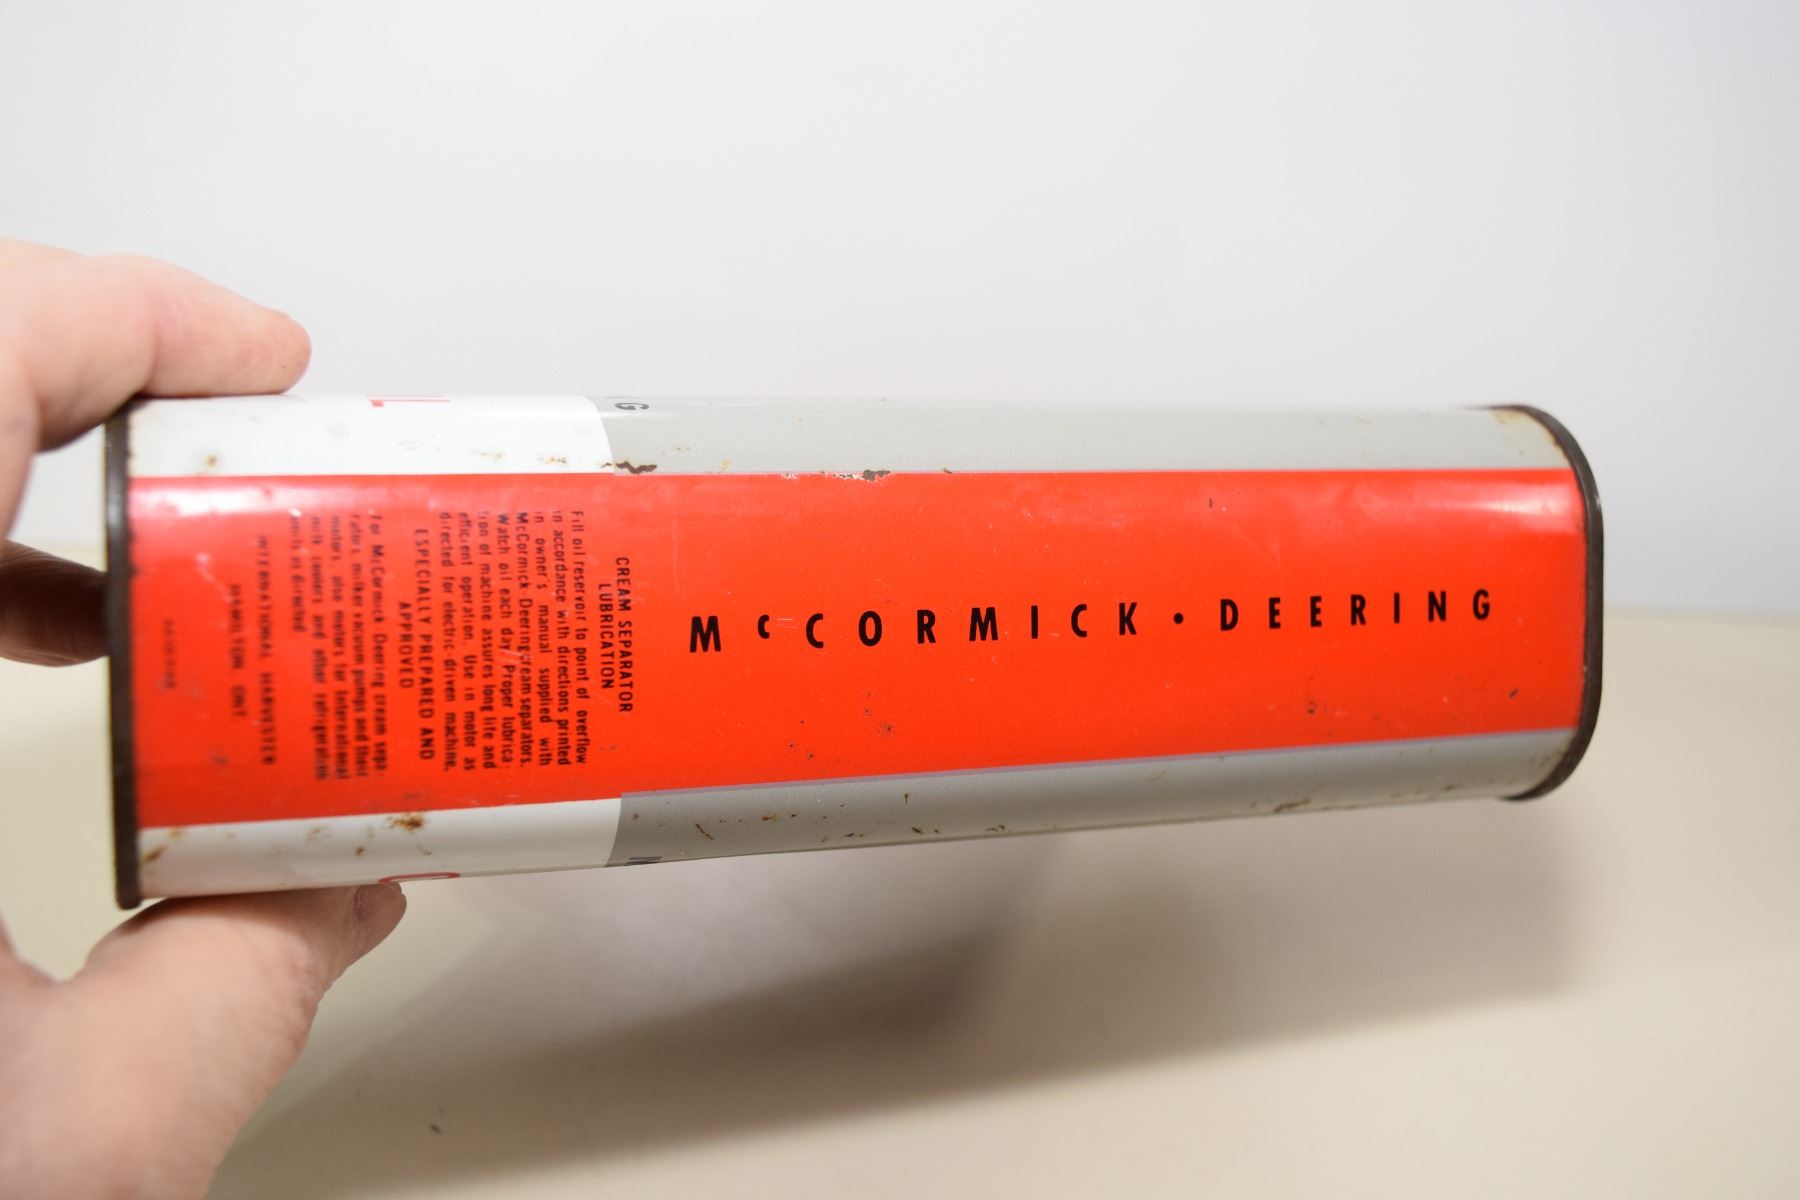 McCORMICK • DEERING
CREAM SEPARATOR
LUBRICATION
Fill oil reservoir to point of overflow
in accordance with directions printed
in owner's manual supplied with
McCormick Deering cream separators.
Watch oil each day. Proper lubrica-
tion of machine assures long life and
efficient operation. Use in motor as
directed for electric driven machine.
ESPECIALLY PREPARED AND
APPROVED
for McCormick Deering cream sepa-
rators, milker vacuum pumps and their
motors, also motors for International
milk coolers and other refrigeration
units as directed
INTERNATIONAL HARVESTER
HAMILTON ONT